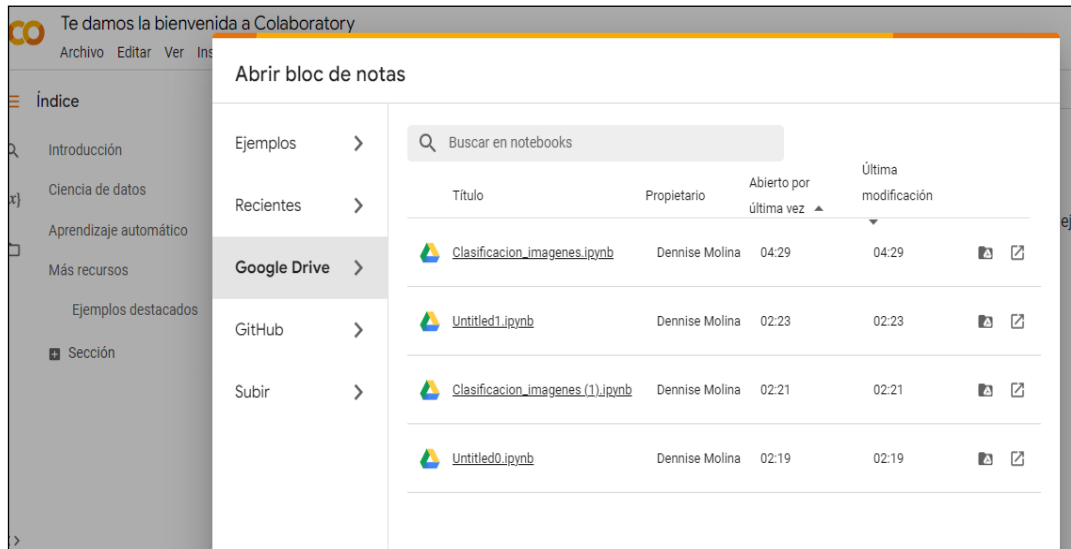 CO
Te damos la bienvenida a Colaboratory
Archivo Editar Ver Ins
Índice
Introducción
Ciencia de datos
Aprendizaje automático
Más recursos
Ejemplos destacados
Sección
Abrir bloc de notas
Ejemplos
Recientes
Google Drive
GitHub
Subir
Buscar en notebooks
Título Propietario Abierto por última vez Última modificación
Clasificacion_imagenes.ipynb Dennise Molina 04:29 04:29
Untitled1.ipynb Dennise Molina 02:23 02:23
Clasificacion_imagenes (1).ipynb Dennise Molina 02:21 02:21
Untitled0.ipynb Dennise Molina 02:19 02:19